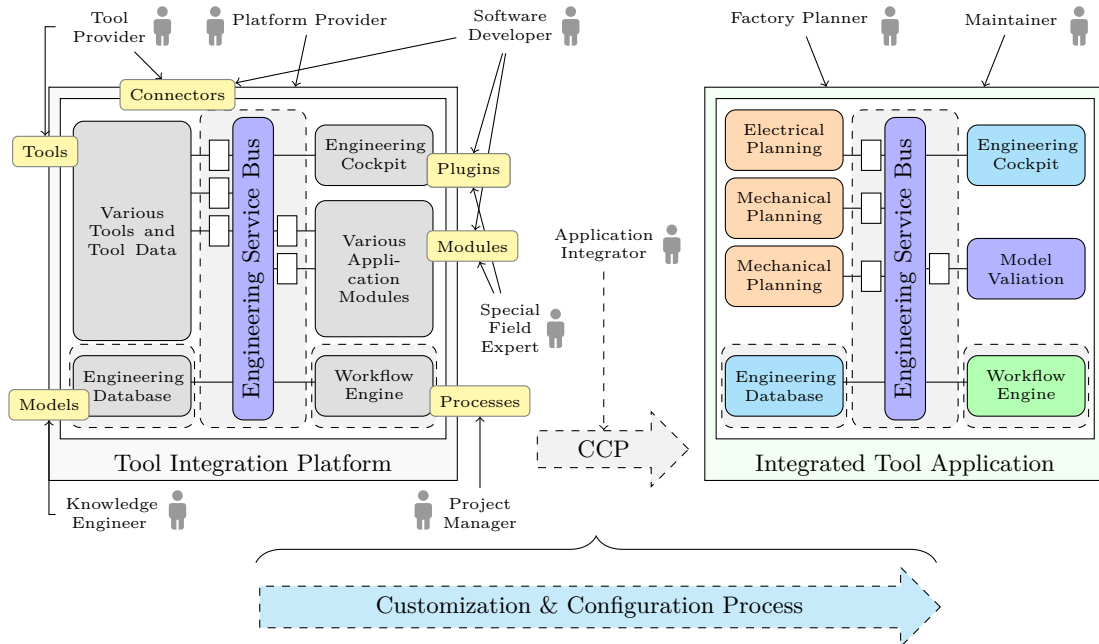 Tool
Provider
Platform Provider
Software
Developer
Factory Planner
Maintainer
Connectors
Tools
Various
Tools and
Tool Data
Engineering Service Bus
Engineering
Cockpit
Plugins
Various
Appli-
cation
Modules
Modules
Engineering
Database
Models
Workflow
Engine
Processes
Tool Integration Platform
Special
Field
Expert
Knowledge
Engineer
Project
Manager
Application
Integrator
CCP
Electrical
Planning
Mechanical
Planning
Mechanical
Planning
Engineering Service Bus
Engineering
Cockpit
Model
Valiation
Engineering
Database
Workflow
Engine
Integrated Tool Application
Customization & Configuration Process